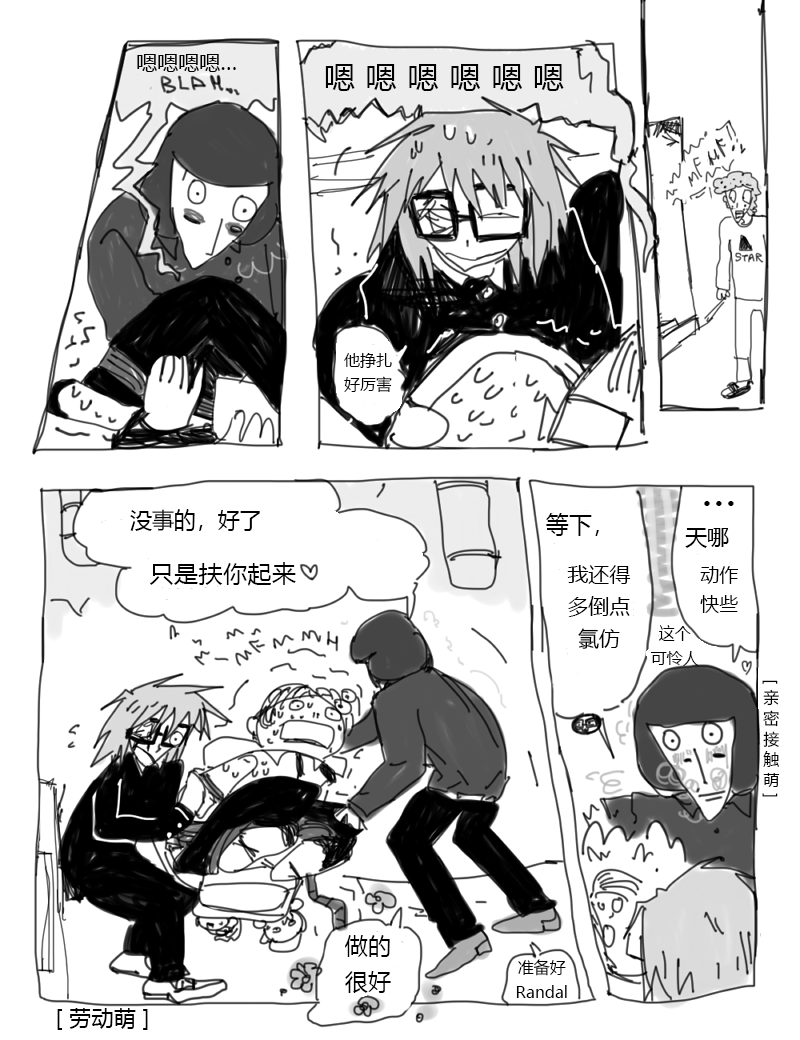 嗯嗯嗯嗯...
BLAM..
嗯嗯嗯嗯嗯嗯
他挣扎
好厉害
STAR
没事的，好了
只是扶你起来♡
等下，
我还得
多倒点
氯仿
...
天哪
动作
快些
这个
可怜人
[亲密接触萌]
做的
很好
准备好
Randal
[ 劳动萌 ]